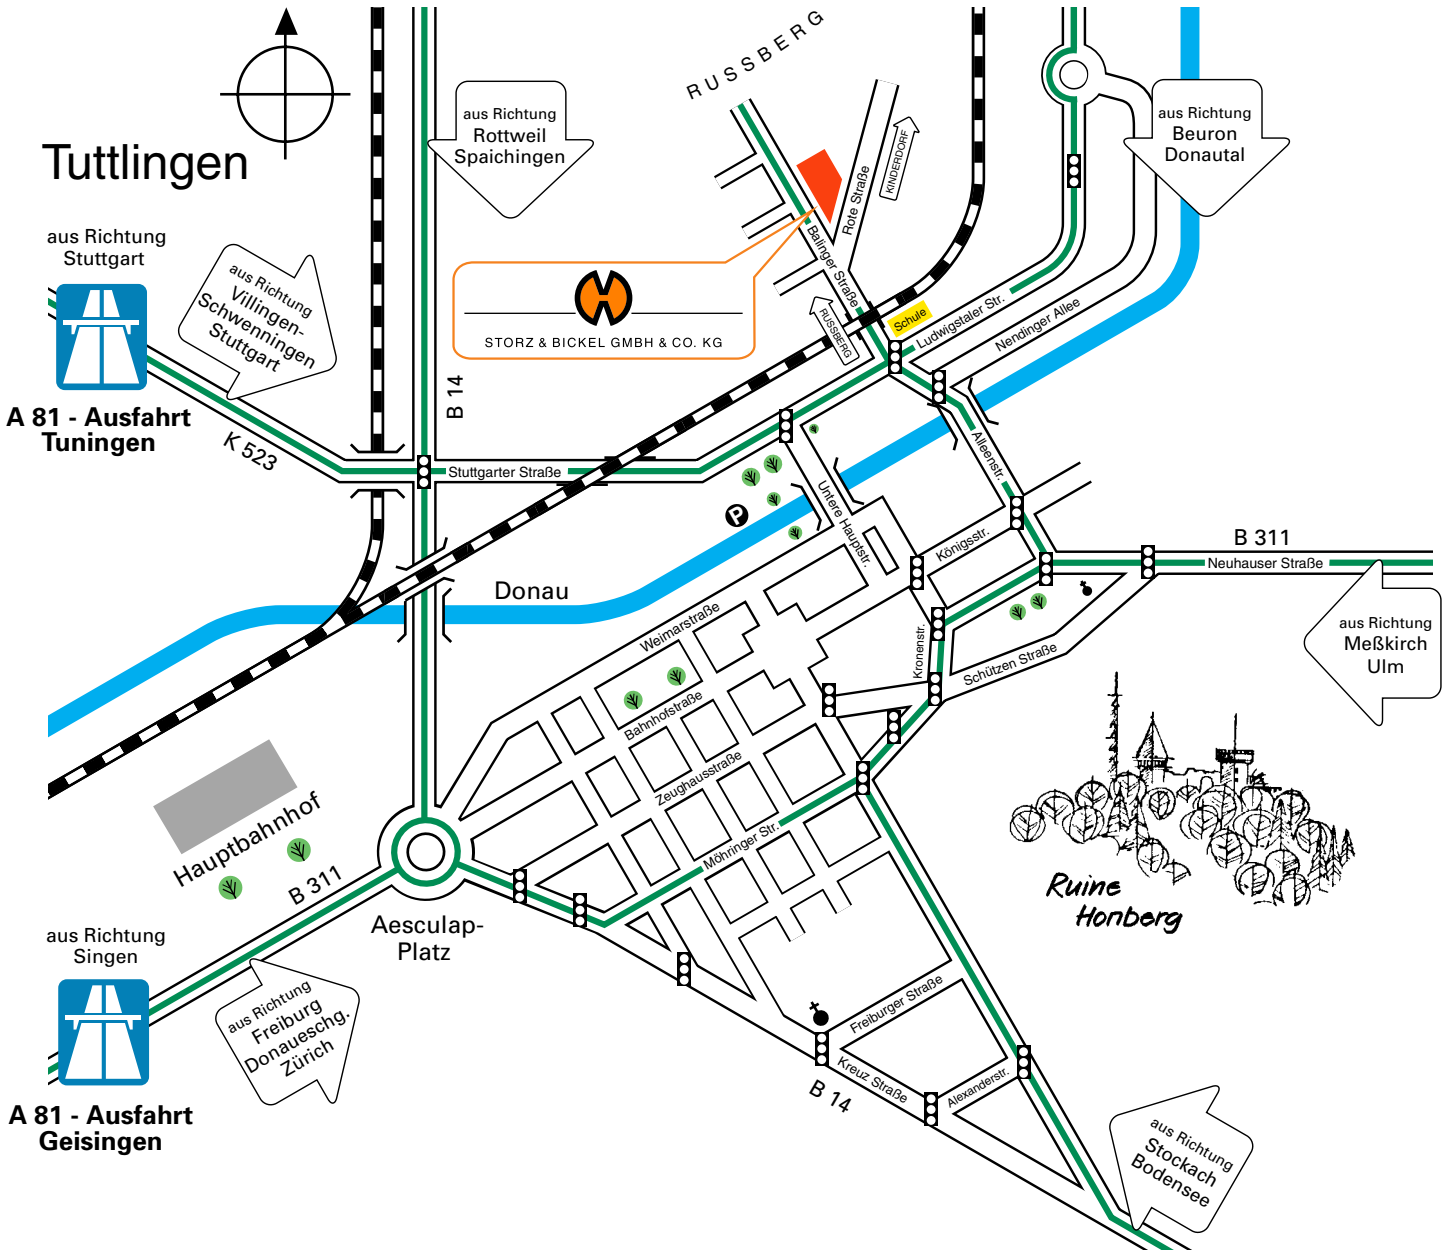 RUSSBERG
Tuttlingen
aus Richtung
Rottweil
Spaichingen
aus Richtung
Beuron
Donautal
KINDERDORF
Rote Straße
Balinger Straße
aus Richtung
Stuttgart
aus Richtung
Villingen-
Schwenningen
Stuttgart
STORZ & BICKEL GMBH & CO. KG
RUSSBERG
Schule
Ludwigstaler Str.
Nendinger Allee
A 81 - Ausfahrt
Tuningen
K 523
B 14
Stuttgarter Straße
Alleenstr.
P
Untere Hauptstr.
Königsstr.
B 311
Neuhauser Straße
Donau
Weimarstraße
Kronenstr.
Schützen Straße
aus Richtung
Meßkirch
Ulm
Bahnhofstraße
Zeughausstraße
Möhringer Str.
Hauptbahnhof
B 311
Aesculap-
Platz
Ruine
Honberg
aus Richtung
Singen
aus Richtung
Freiburg
Donaueschg.
Zürich
A 81 - Ausfahrt
Geisingen
Freiburger Straße
Kreuz Straße
Alexanderstr.
B 14
aus Richtung
Stockach
Bodensee